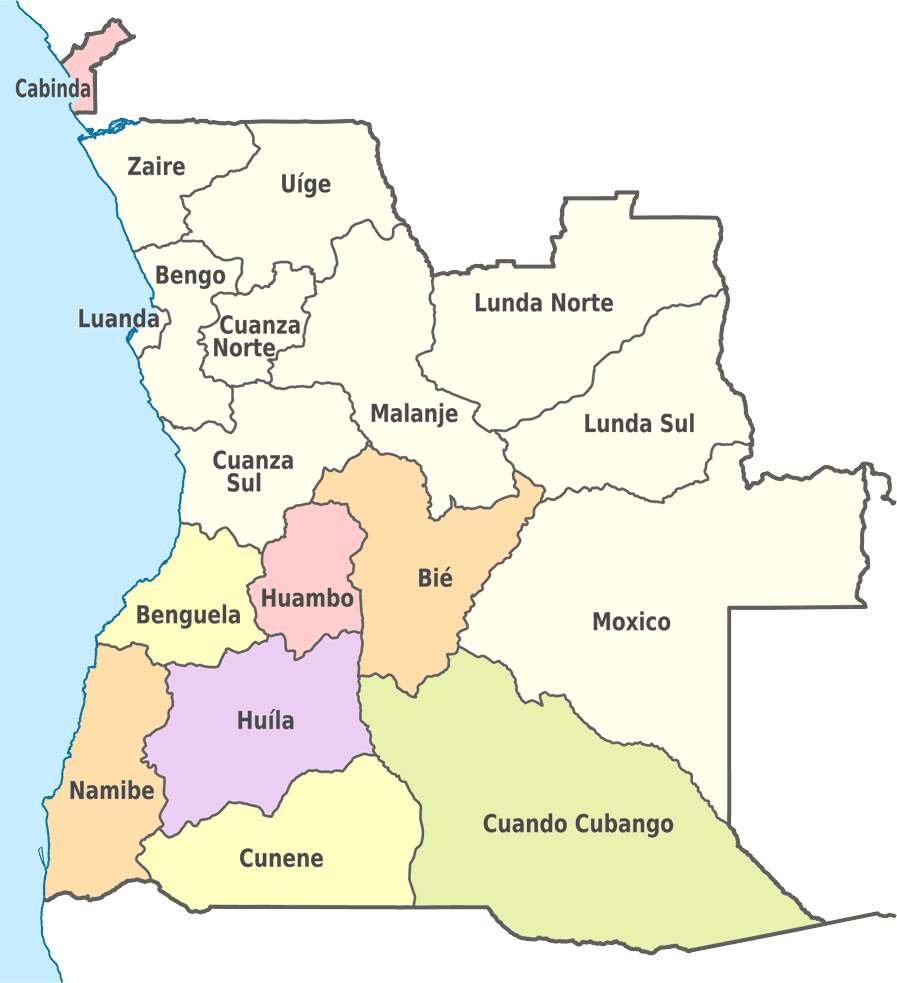 Cabinda
Zaire
Uíge
Bengo
Lunda Norte
Luanda
Cuanza
Norte
Malanje
Lunda Sul
Cuanza
Sul
Bié
Huambo
Benguela
Moxico
Huíla
Namibe
Cuando Cubango
Cunene